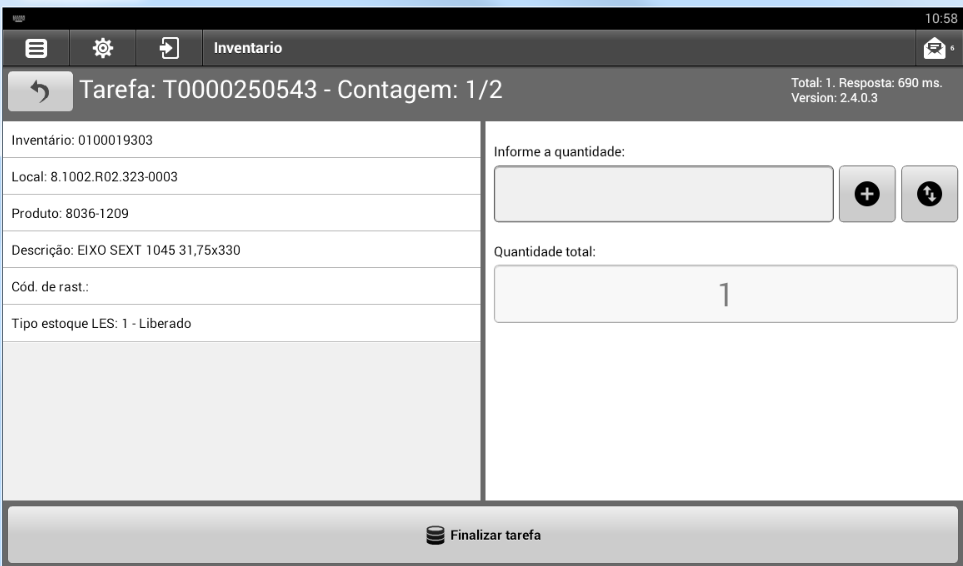 10:58
Inventario
6
Tarefa: T0000250543 - Contagem: 1/2
Total: 1. Resposta: 690 ms.
Version: 2.4.0.3
Inventário: 0100019303
Local: 8.1002.R02.323-0003
Produto: 8036-1209
Descrição: EIXO SEXT 1045 31,75x330
Cód. de rast.:
Tipo estoque LES: 1 - Liberado
Informe a quantidade:
Quantidade total:
1
Finalizar tarefa